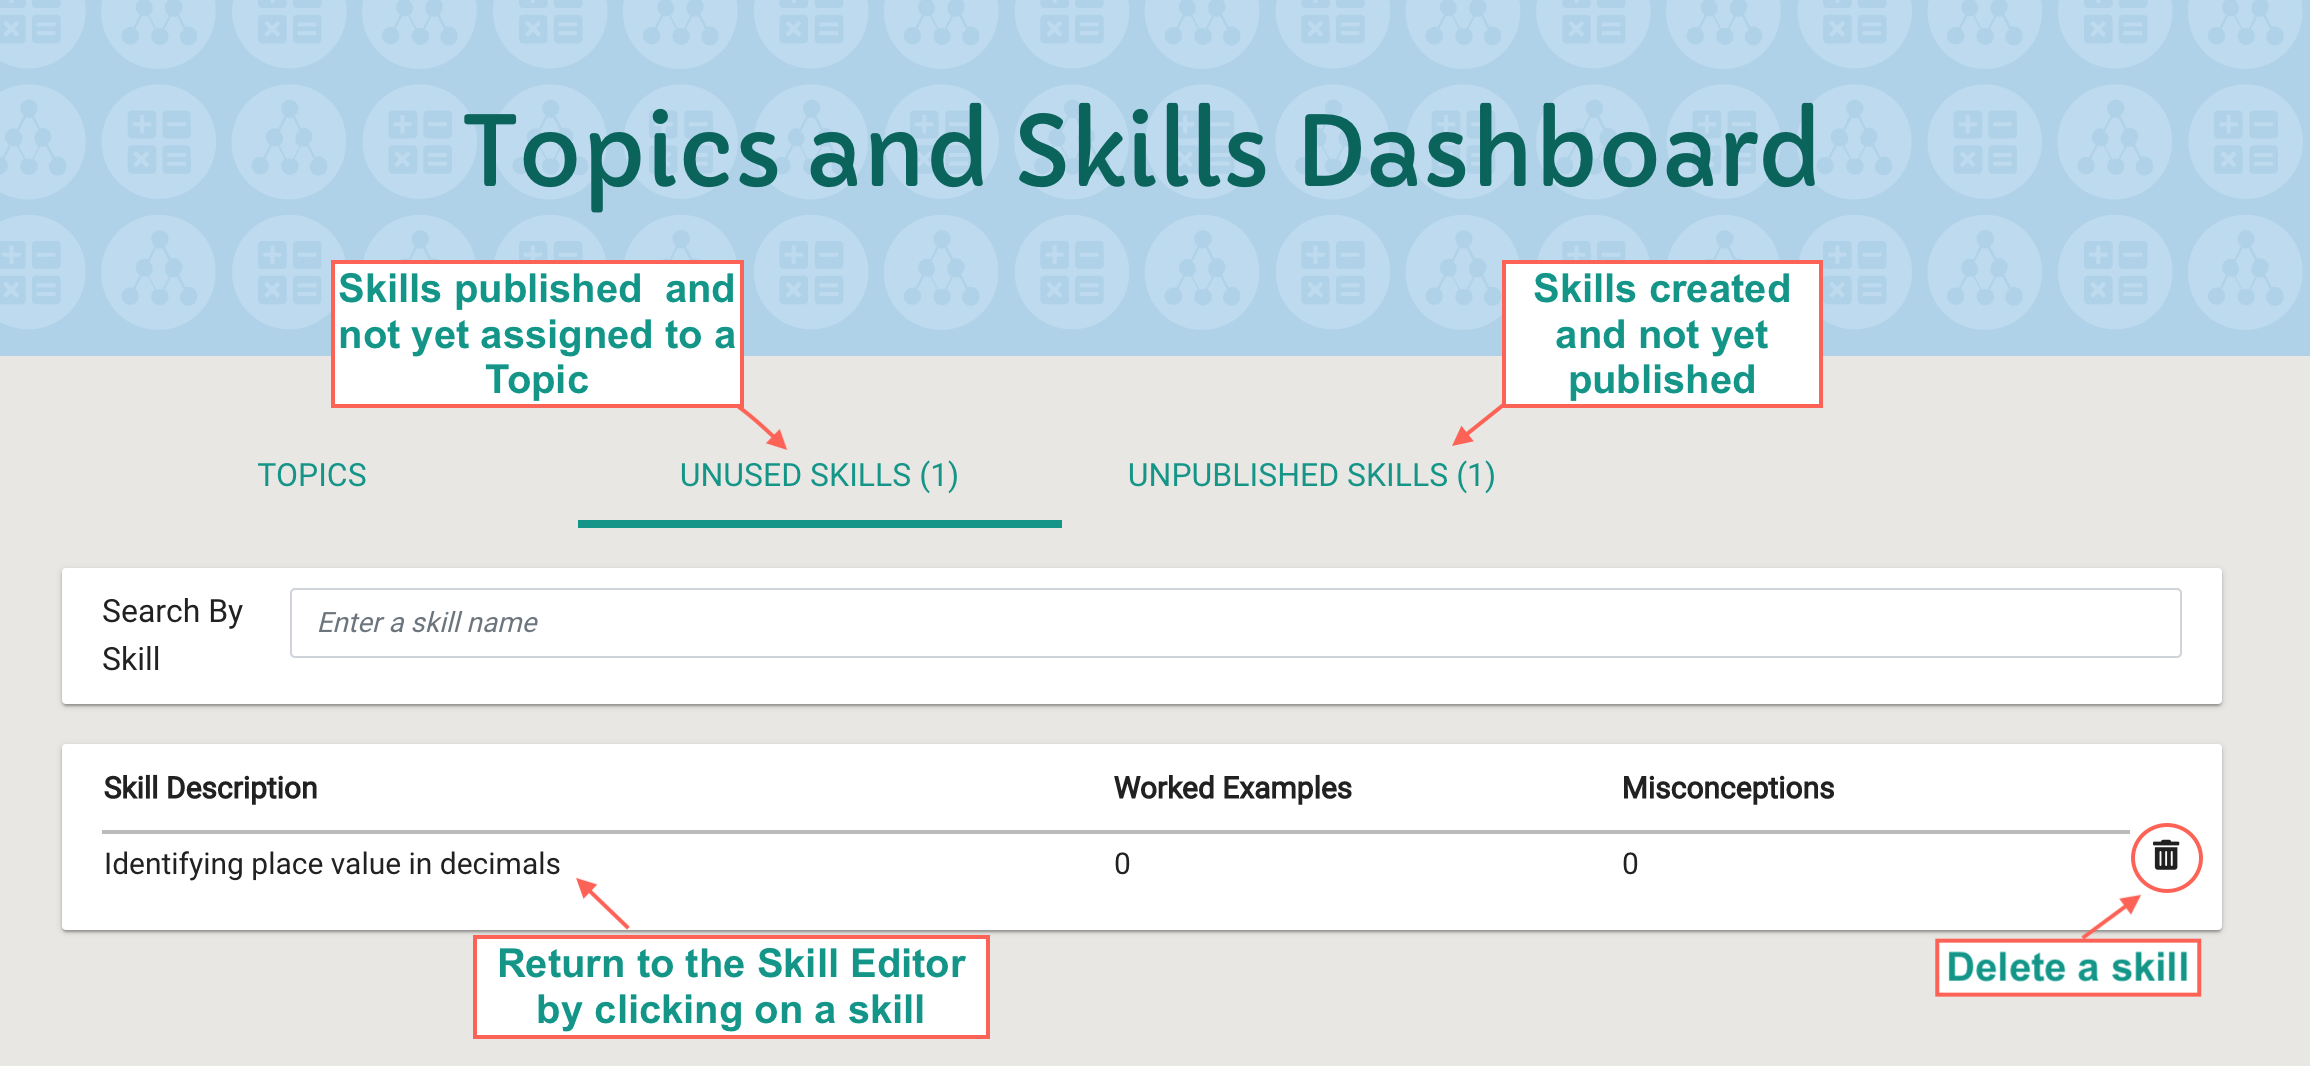 Topics and Skills Dashboard
Skills published and
not yet assigned to a
Topic
Skills created
and not yet
published
TOPICS
UNUSED SKILLS (1)
UNPUBLISHED SKILLS (1)
Search By
Skill
Enter a skill name
Skill Description
Worked Examples
Misconceptions
Identifying place value in decimals
0
0
Return to the Skill Editor
by clicking on a skill
Delete a skill